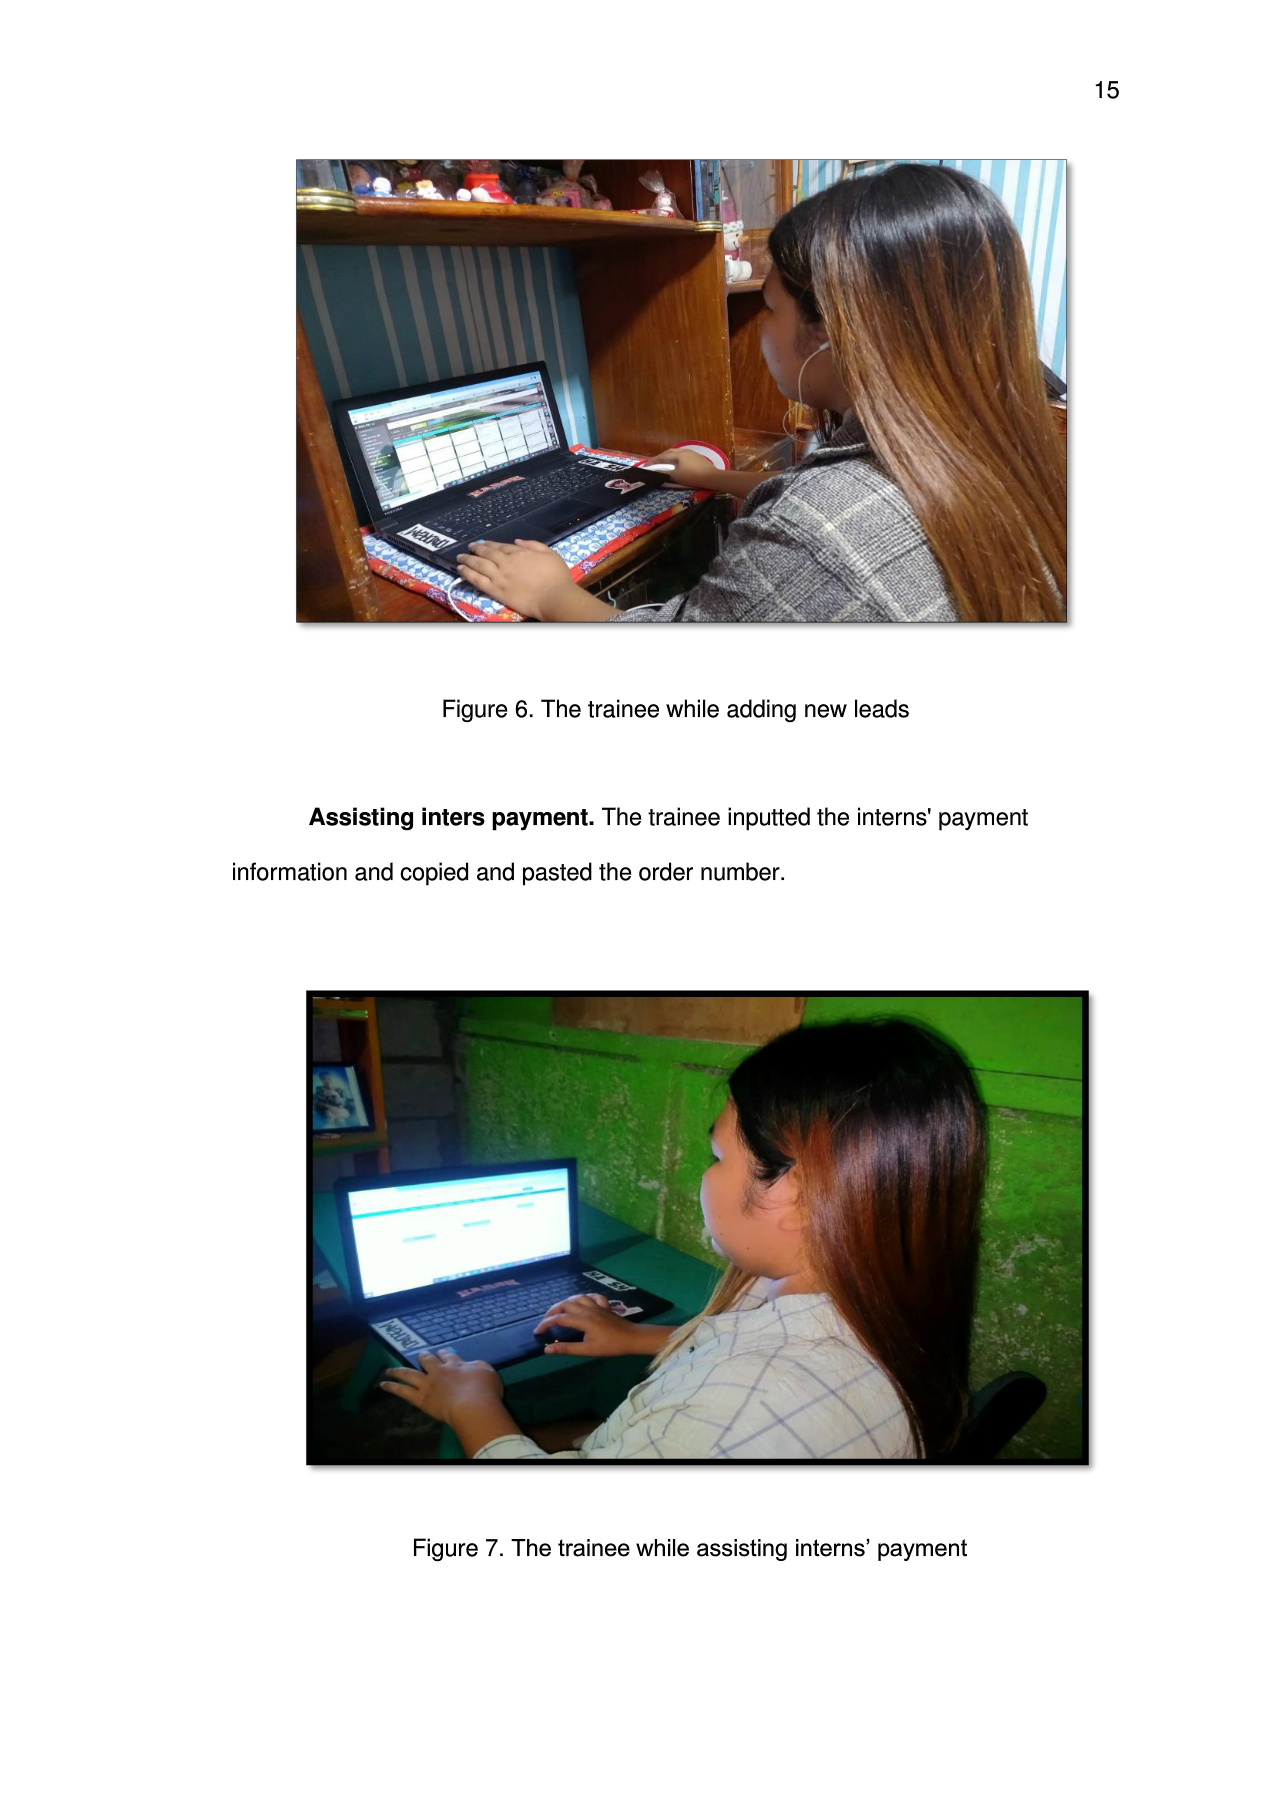 15
Figure 6. The trainee while adding new leads
Assisting inters payment. The trainee inputted the interns' payment
information and copied and pasted the order number.
Figure 7. The trainee while assisting interns’ payment